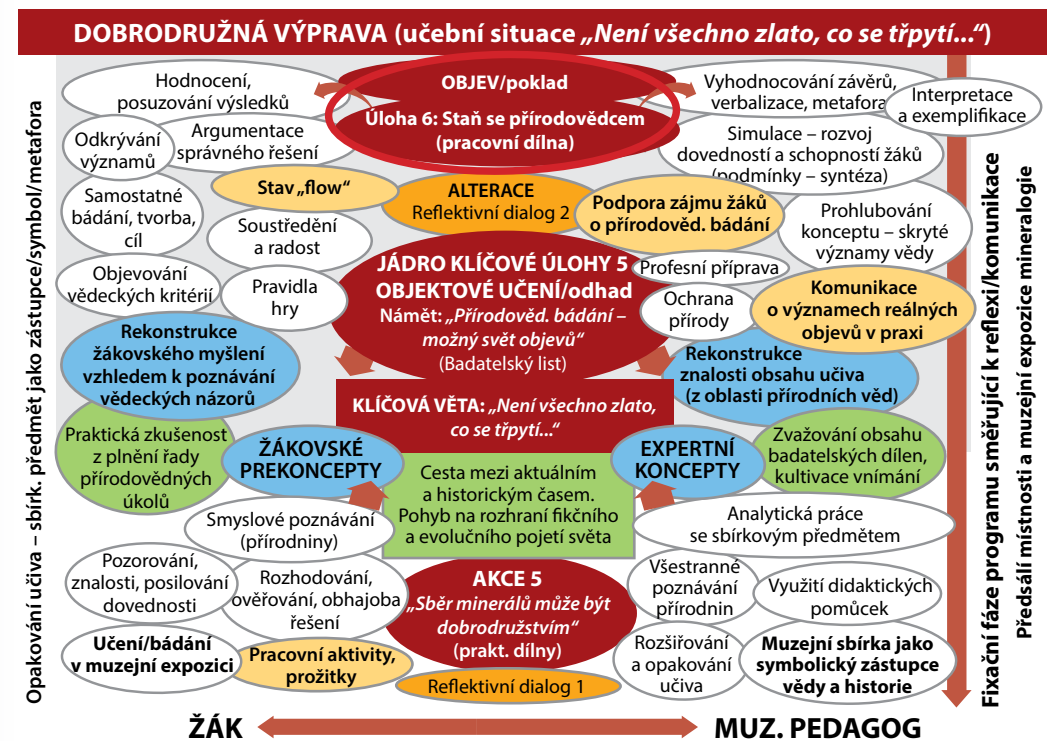 DOBRODRUŽNÁ VÝPRAVA (učební situace „Není všechno zlato, co se třpytí...“)
Opakování učiva – sbírk. předmět jako zástupce/symbol/metafora
Hodnocení,
posuzování výsledků
OBJEV/poklad
Úloha 6: Staň se přírodovědcem
(pracovní dílna)
Vyhodnocování závěrů,
verbalizace, metafora
Interpretace
a exemplifikace
Odkrývání
významů
Argumentace
správného řešení
Simulace – rozvoj
dovedností a schopností žáků
(podmínky – syntéza)
Stav „flow“
ALTERACE
Reflektivní dialog 2
Podpora zájmu žáků
o přírodověd. bádání
Samostatné
bádání, tvorba,
cíl
Soustředění
a radost
Prohlubování
konceptu – skryté
významy vědy
JÁDRO KLÍČOVÉ ÚLOHY 5
OBJEKTOVÉ UČENÍ/odhad
Námět: „Přírodověd. bádání –
možný svět objevů“
(Badatelský list)
Profesní příprava
Objevování
vědeckých kritérií
Pravidla
hry
Ochrana
přírody
Komunikace
o významech reálných
objevů v praxi
Rekonstrukce
žákovského myšlení
vzhledem k poznávání
vědeckých názorů
Rekonstrukce
znalosti obsahu učiva
(z oblasti přírodních věd)
KLÍČOVÁ VĚTA: „Není všechno zlato,
co se třpytí...“
Praktická zkušenost
z plnění řady
přírodovědných
úkolů
ŽÁKOVSKÉ
PREKONCEPTY
EXPERTNÍ
KONCEPTY
Zvažování obsahu
badatelských dílen,
kultivace vnímání
Cesta mezi aktuálním
a historickým časem.
Pohyb na rozhraní fikčního
a evolučního pojetí světa
Smyslové poznávání
(přírodniny)
Analytická práce
se sbírkovým předmětem
Pozorování,
znalosti, posilování
dovednosti
Rozhodování,
ověřování, obhajoba
řešení
AKCE 5
„Sběr minerálů může být
dobrodružstvím“
(prakt. dílny)
Všestranné
poznávání
přírodnin
Využití didaktických
pomůcek
Učení/bádání
v muzejní expozici
Pracovní aktivity,
prožitky
Reflektivní dialog 1
Rozšiřování
a opakování
učiva
Muzejní sbírka jako
symbolický zástupce
vědy a historie
Fixační fáze programu směřující k reflexi/komunikace
Předsálí místnosti a muzejní expozice mineralogie
ŽÁK
MUZ. PEDAGOG